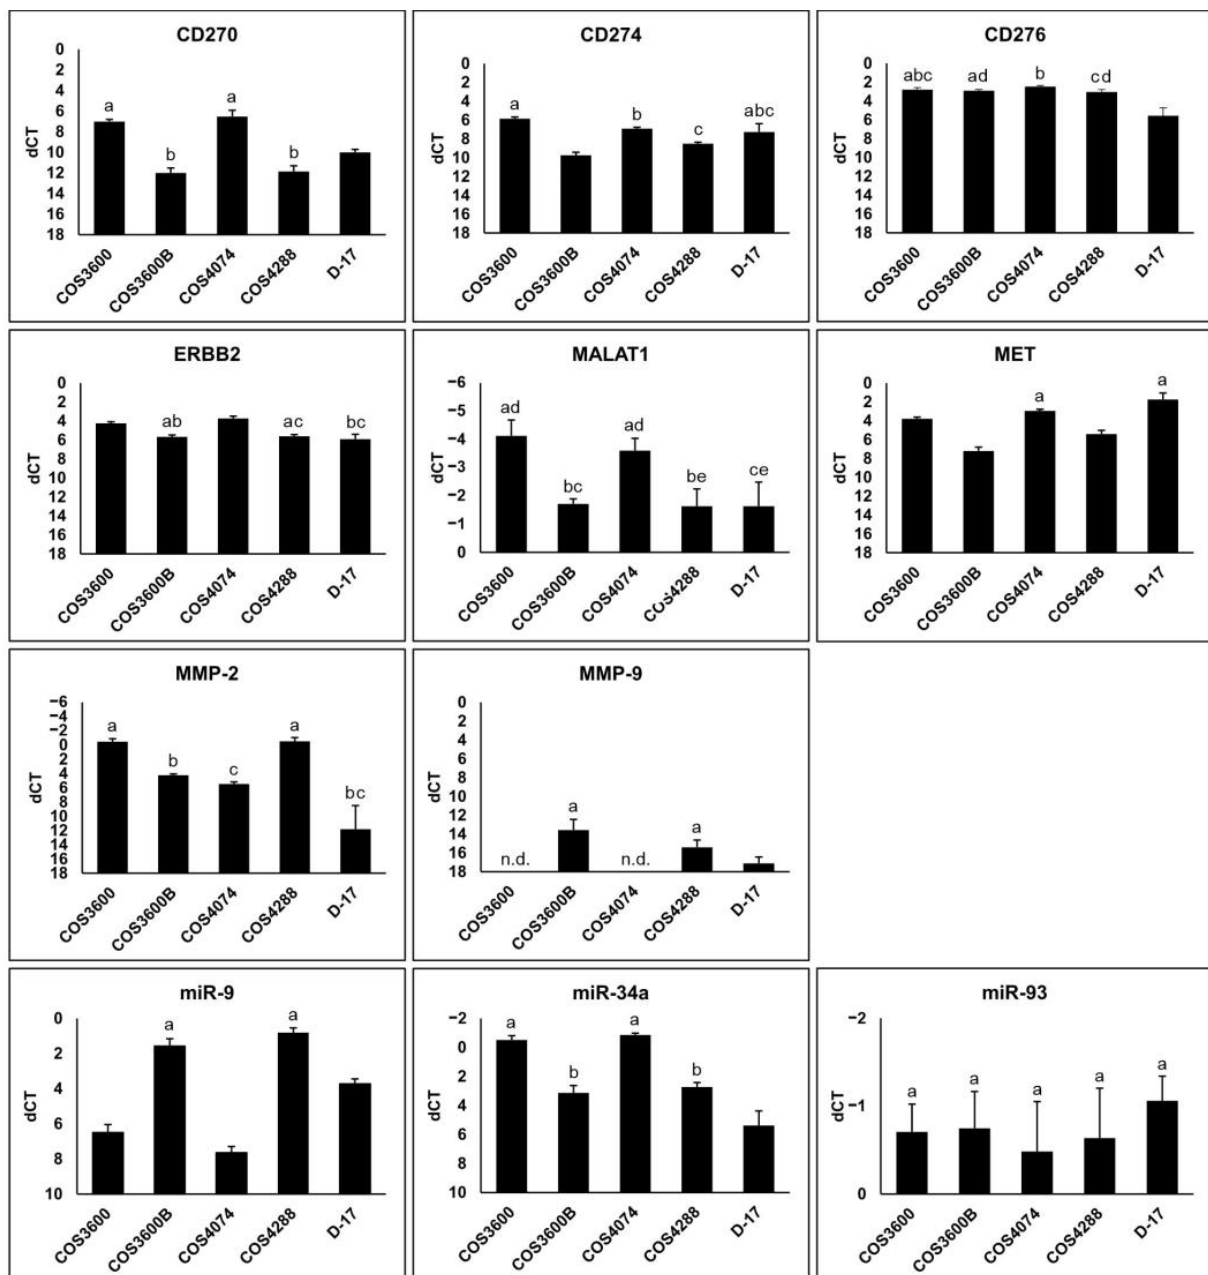 CD270
0
2
4
6
8
10
12
14
16
18
dCT
a
b
a
b
COS3600
COS3600B
COS4074
COS4288
D-17
CD274
0
2
4
6
8
10
12
14
16
18
dCT
a
b
c
abc
COS3600
COS3600B
COS4074
COS4288
D-17
CD276
0
2
4
6
8
10
12
14
16
18
dCT
abc
ad
b
cd
COS3600
COS3600B
COS4074
COS4288
D-17
ERBB2
0
2
4
6
8
10
12
14
16
18
dCT
ab
ac
bc
COS3600
COS3600B
COS4074
COS4288
D-17
MALAT1
−6
−5
−4
−3
−2
−1
0
dCT
ad
bc
ad
be
ce
COS3600
COS3600B
COS4074
COS4288
D-17
MET
0
2
4
6
8
10
12
14
16
18
dCT
a
a
COS3600
COS3600B
COS4074
COS4288
D-17
MMP-2
−6
−4
−2
0
2
4
6
8
10
12
14
16
18
dCT
a
b
c
a
bc
COS3600
COS3600B
COS4074
COS4288
D-17
MMP-9
0
2
4
6
8
10
12
14
16
18
dCT
n.d.
a
n.d.
a
COS3600
COS3600B
COS4074
COS4288
D-17
miR-9
0
2
4
6
8
10
dCT
a
a
COS3600
COS3600B
COS4074
COS4288
D-17
miR-34a
−2
0
2
4
6
8
10
dCT
a
b
a
b
COS3600
COS3600B
COS4074
COS4288
D-17
miR-93
−2
−1
0
dCT
a
a
a
a
a
COS3600
COS3600B
COS4074
COS4288
D-17